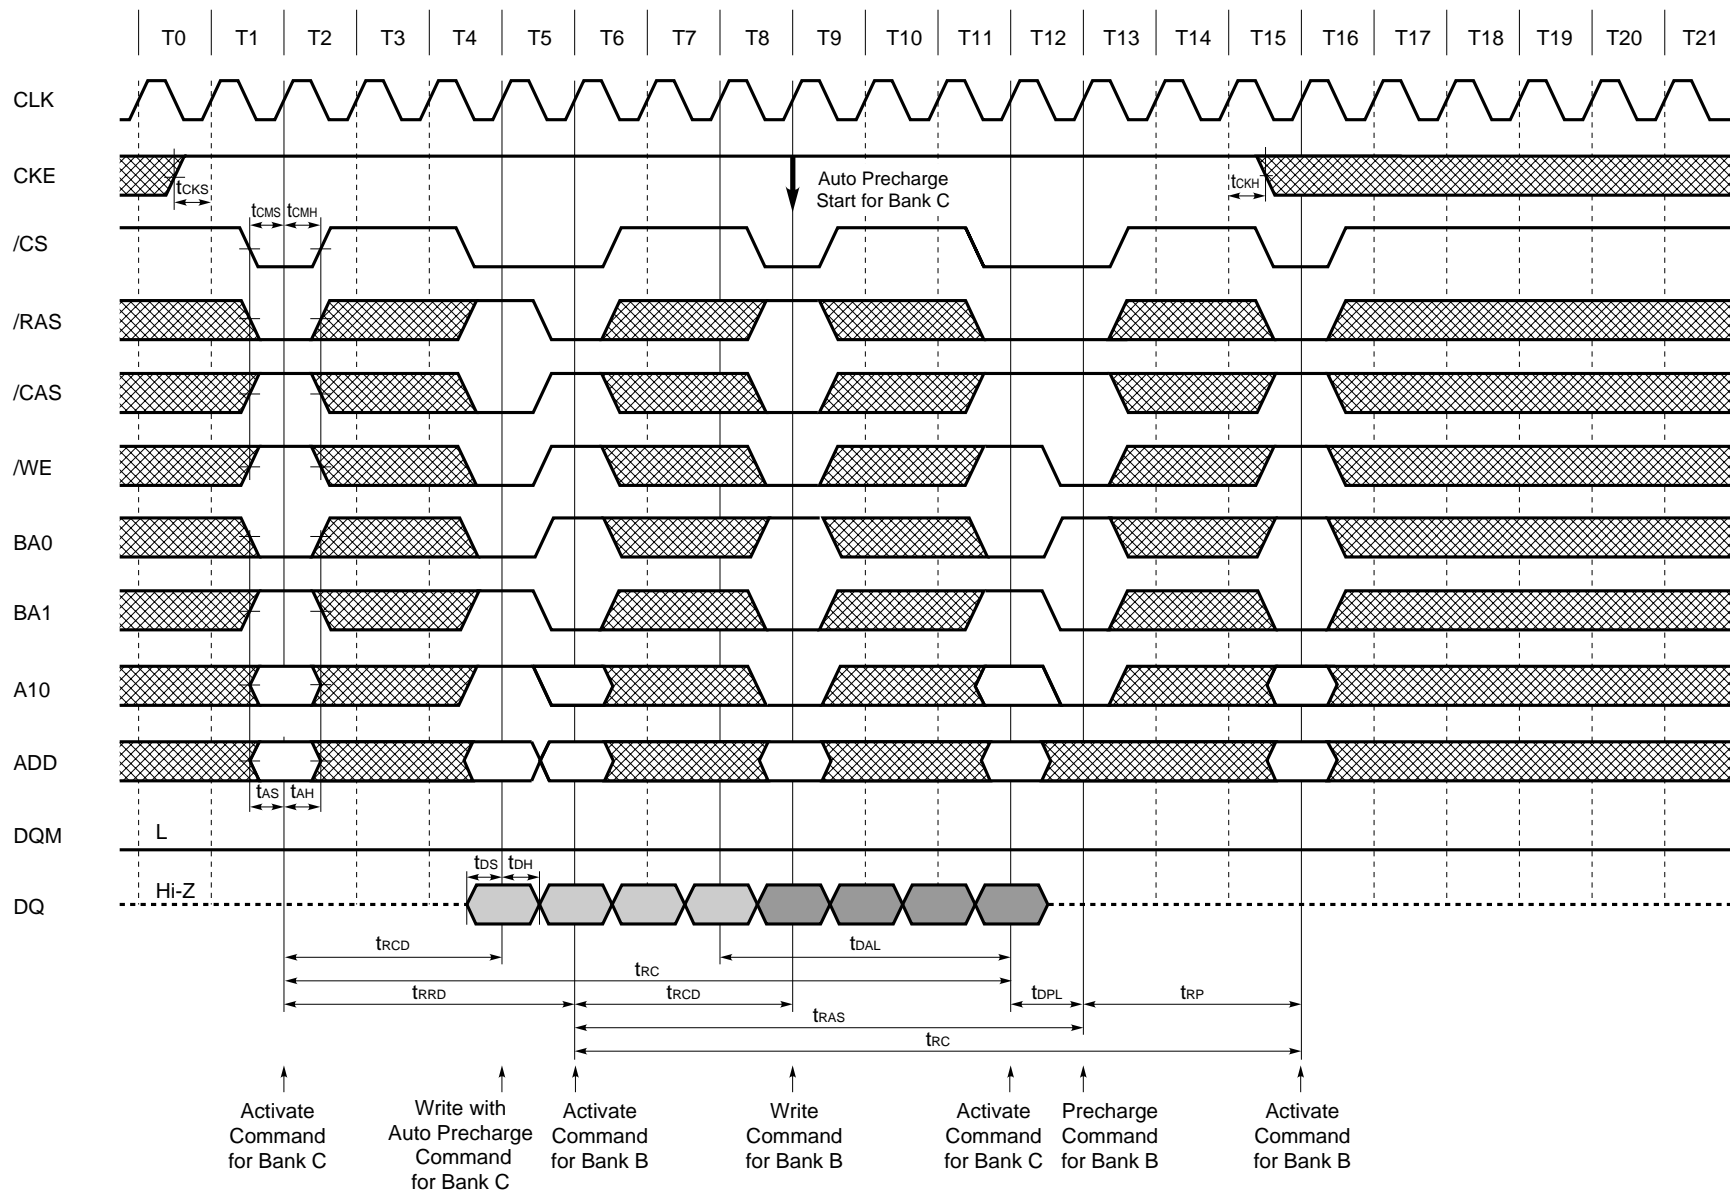 T0 T1 T2 T3 T4 T5 T6 T7 T8 T9 T10 T11 T12 T13 T14 T15 T16 T17 T18 T19 T20 T21
CLK
CKE
tCKS
Auto Precharge
Start for Bank C
tCKH
tCMS tCMH
/CS
/RAS
/CAS
/WE
BA0
BA1
A10
ADD
tAS tAH
DQM
L
tDS tDH
DQ
Hi-Z
tRCD
tDAL
tRC
tRRD
tRCD
tDPL
tRP
tRAS
tRC
Activate
Command
for Bank C
Write with
Auto Precharge
Command
for Bank C
Activate
Command
for Bank B
Write
Command
for Bank B
Activate
Command
for Bank C
Precharge
Command
for Bank B
Activate
Command
for Bank B